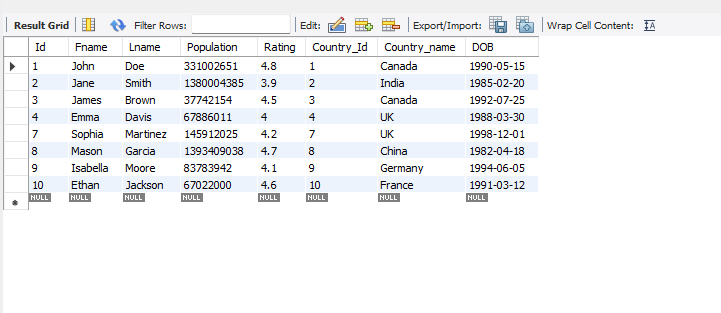 Result Grid Filter Rows: Edit: Export/Import: Wrap Cell Content: IA
Id Fname Lname Population Rating Country_Id Country_name DOB
1 John Doe 331002651 4.8 1 Canada 1990-05-15
2 Jane Smith 1380004385 3.9 2 India 1985-02-20
3 James Brown 37742154 4.5 3 Canada 1992-07-25
4 Emma Davis 67886011 4 4 UK 1988-03-30
7 Sophia Martinez 145912025 4.2 7 UK 1998-12-01
8 Mason Garcia 1393409038 4.7 8 China 1982-04-18
9 Isabella Moore 83783942 4.1 9 Germany 1994-06-05
10 Ethan Jackson 67022000 4.6 10 France 1991-03-12
NULL NULL NULL NULL NULL NULL NULL NULL